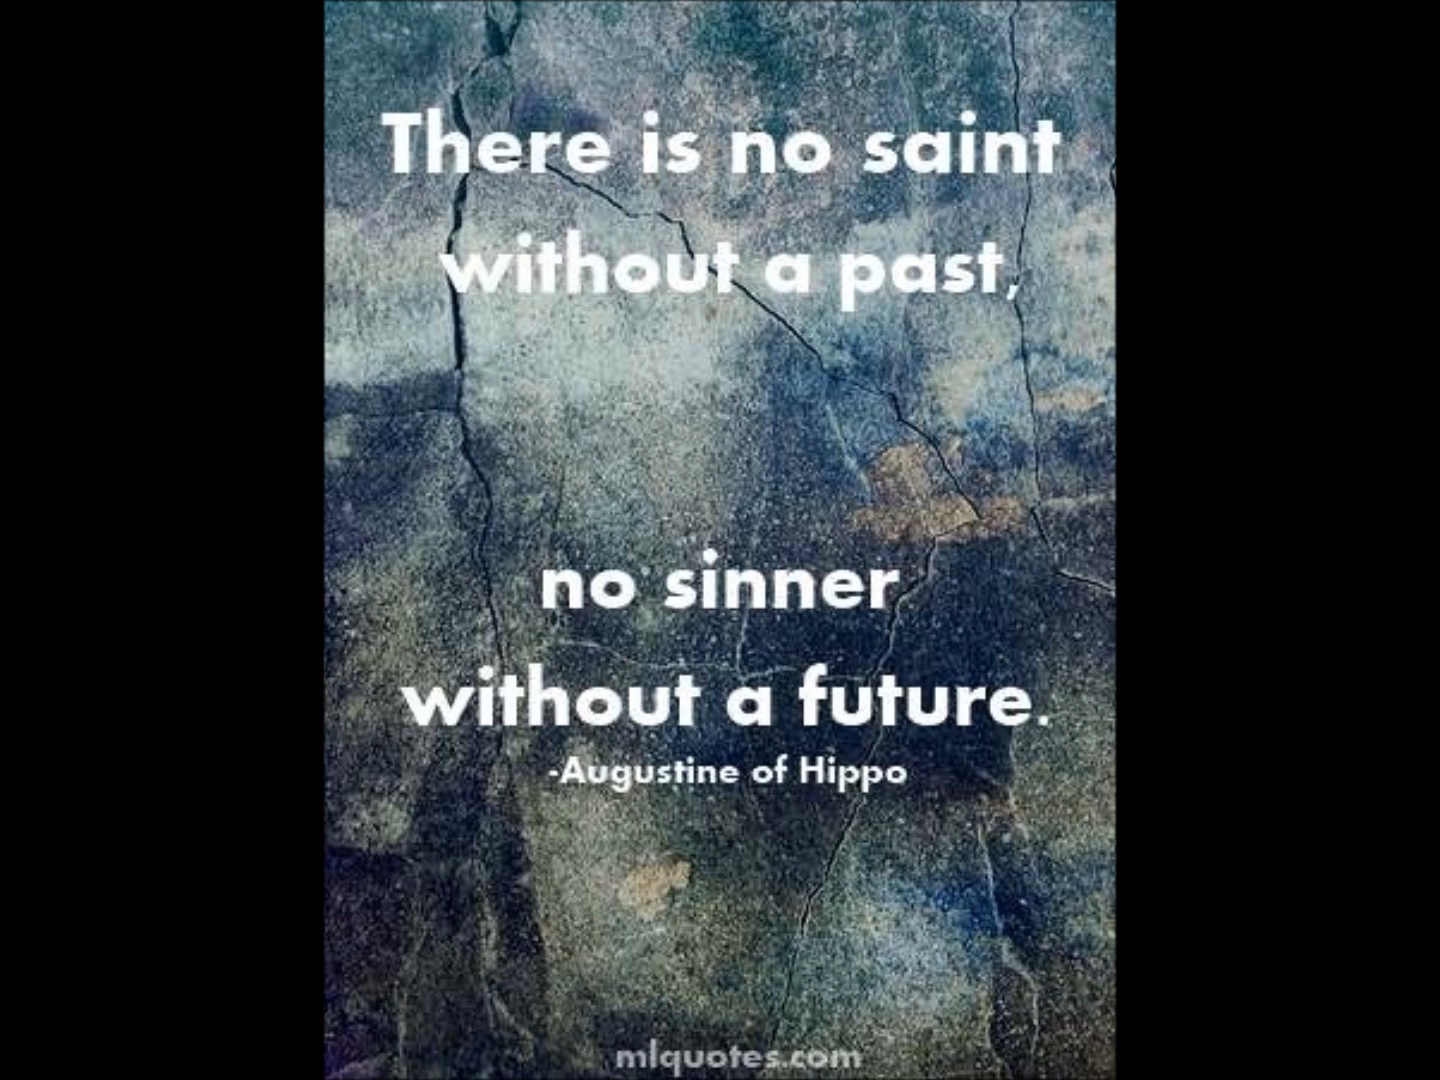 There is no saint
without a past,
no sinner
without a future.
-Augustine of Hippo
mlquotes.com